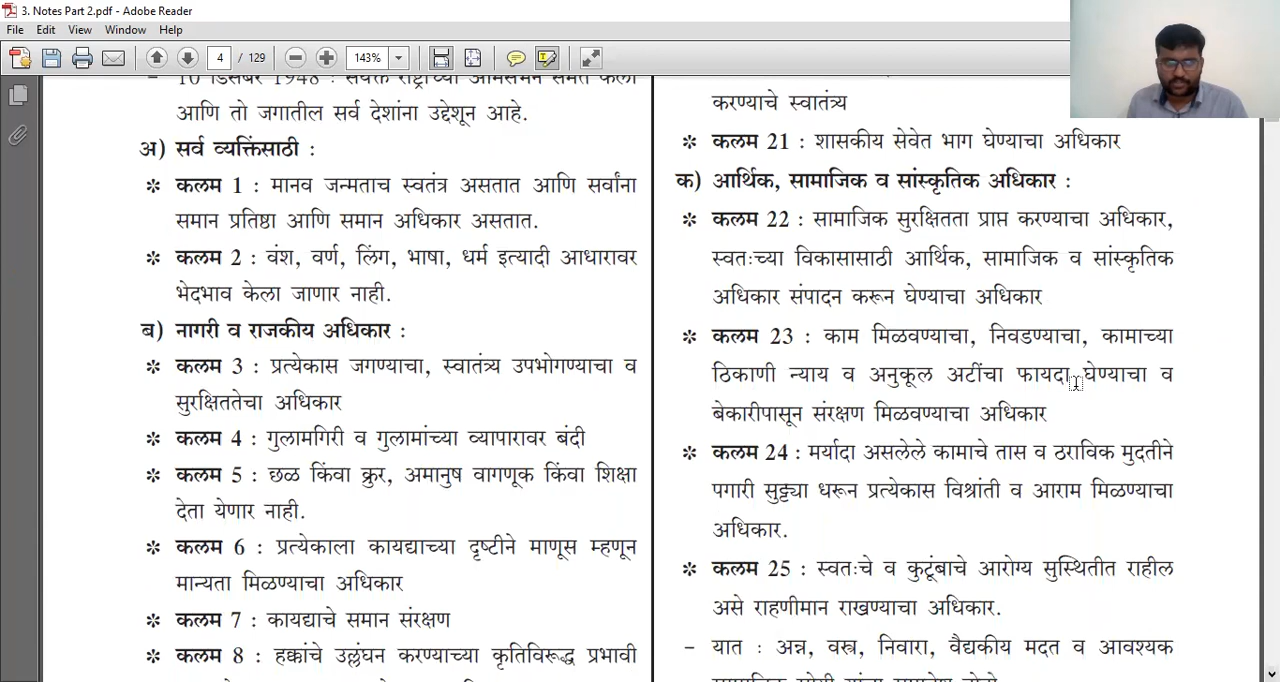 3. Notes Part 2.pdf - Adobe Reader
File Edit View Window Help
4 / 129 143%
10 डिसेंबर 1948 :
आणि तो जगातील सर्व देशांना उद्देशून आहे.
अ) सर्व व्यक्तिंसाठी :
* कलम 1 : मानव जन्मताच स्वतंत्र असतात आणि सर्वांना
समान प्रतिष्ठा आणि समान अधिकार असतात.
* कलम 2 : वंश, वर्ण, लिंग, भाषा, धर्म इत्यादी आधारावर
भेदभाव केला जाणार नाही.
ब) नागरी व राजकीय अधिकार :
* कलम 3 : प्रत्येकास जगण्याचा, स्वातंत्र्य उपभोगण्याचा व
सुरक्षिततेचा अधिकार
* कलम 4 : गुलामगिरी व गुलामांच्या व्यापारावर बंदी
* कलम 5 : छळ किंवा क्रुर, अमानुष वागणूक किंवा शिक्षा
देता येणार नाही.
* कलम 6 : प्रत्येकाला कायद्याच्या दृष्टीने माणूस म्हणून
मान्यता मिळण्याचा अधिकार
* कलम 7 : कायद्याचे समान संरक्षण
* कलम 8 : हक्कांचे उल्लंघन करण्याच्या कृतिविरूद्ध प्रभावी
करण्याचे स्वातंत्र्य
* कलम 21 : शासकीय सेवेत भाग घेण्याचा अधिकार
क) आर्थिक, सामाजिक व सांस्कृतिक अधिकार :
* कलम 22 : सामाजिक सुरक्षितता प्राप्त करण्याचा अधिकार,
स्वतःच्या विकासासाठी आर्थिक, सामाजिक व सांस्कृतिक
अधिकार संपादन करून घेण्याचा अधिकार
* कलम 23 : काम मिळवण्याचा, निवडण्याचा, कामाच्या
ठिकाणी न्याय व अनुकूल अटींचा फायदा घेण्याचा व
बेकारीपासून संरक्षण मिळवण्याचा अधिकार
* कलम 24 : मर्यादा असलेले कामाचे तास व ठराविक मुदतीने
पगारी सुट्ट्या धरून प्रत्येकास विश्रांती व आराम मिळण्याचा
अधिकार.
* कलम 25 : स्वतःचे व कुटूंबाचे आरोग्य सुस्थितीत राहील
असे राहणीमान राखण्याचा अधिकार.
– यात : अन्न, वस्त्र, निवारा, वैद्यकीय मदत व आवश्यक